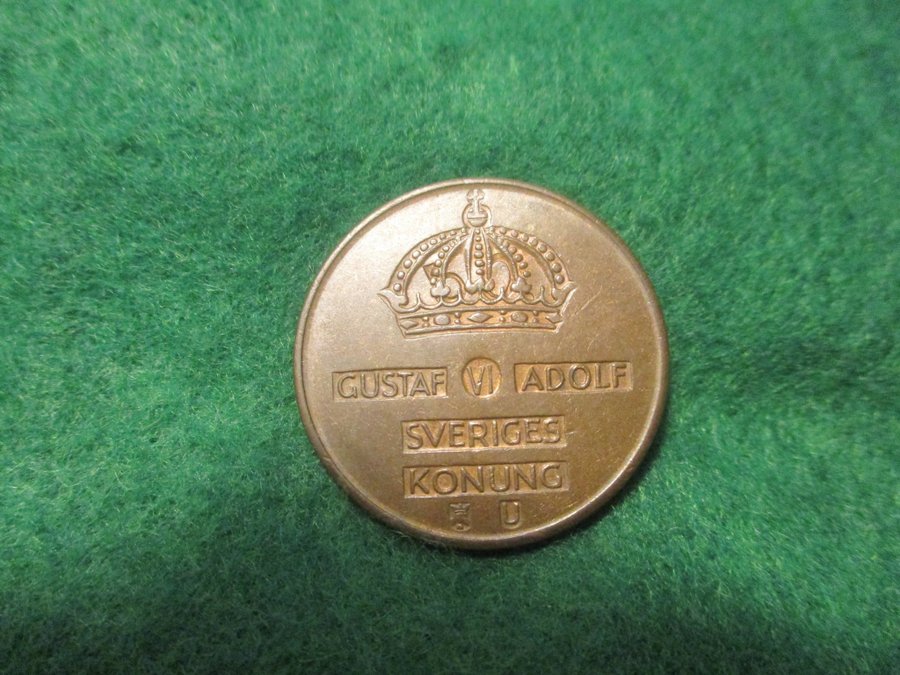 GUSTAF VI ADOLF
SVERIGES
KONUNG
U